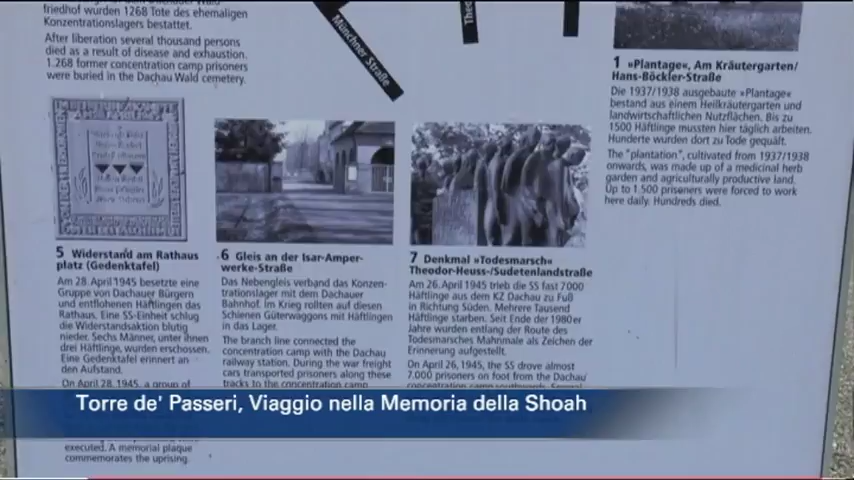 friedhof wurden 1268 Tote des ehemaligen
Konzentrationslagers bestattet.
After liberation several thousand persons
died as a result of disease and exhaustion.
1.268 former concentration camp prisoners
were buried in the Dachau Wald cemetery.
Münchner Straße
Theo
1 »Plantage«, Am Kräutergarten/
Hans-Böckler-Straße
Die 1937/1938 ausgebaute »Plantage«
bestand aus einem Heilkräutergarten und
landwirtschaftlichen Nutzflächen. Bis zu
1500 Häftlinge mussten hier täglich arbeiten.
Hunderte wurden dort zu Tode gequält.
The "plantation", cultivated from 1937/1938
onwards, was made up of a medicinal herb
garden and agriculturally productive land.
Up to 1.500 prisoners were forced to work
here daily. Hundreds died.
5 Widerstand am Rathaus
platz (Gedenktafel)
Am 28. April 1945 besetzte eine
Gruppe von Dachauer Bürgern
und entflohenen Häftlingen das
Rathaus. Eine SS-Einheit schlug
die Widerstandsaktion blutig
nieder. Sechs Männer, unter ihnen
drei Häftlinge, wurden erschossen.
Eine Gedenktafel erinnert an
den Aufstand.
On April 28, 1945, a group of
executed. A memorial plaque
commemorates the uprising.
6 Gleis an der Isar-Amper-
werke-Straße
Das Nebengleis verband das Konzen-
trationslager mit dem Dachauer
Bahnhof. Im Krieg rollten auf diesen
Schienen Güterwaggons mit Häftlingen
in das Lager.
The branch line connected the
concentration camp with the Dachau
railway station. During the war freight
cars transported prisoners along these
tracks to the concentration camp.
7 Denkmal »Todesmarsch«
Theodor-Heuss-/Sudetenlandstraße
Am 26. April 1945 trieb die SS fast 7000
Häftlinge aus dem KZ Dachau zu Fuß
in Richtung Süden. Mehrere Tausend
Häftlinge starben. Seit Ende der 1980er
Jahre wurden entlang der Route des
Todesmarsches Mahnmale als Zeichen der
Erinnerung aufgestellt.
On April 26, 1945, the SS drove almost
7.000 prisoners on foot from the Dachau
concentration camp southwards. Several
Torre de' Passeri, Viaggio nella Memoria della Shoah